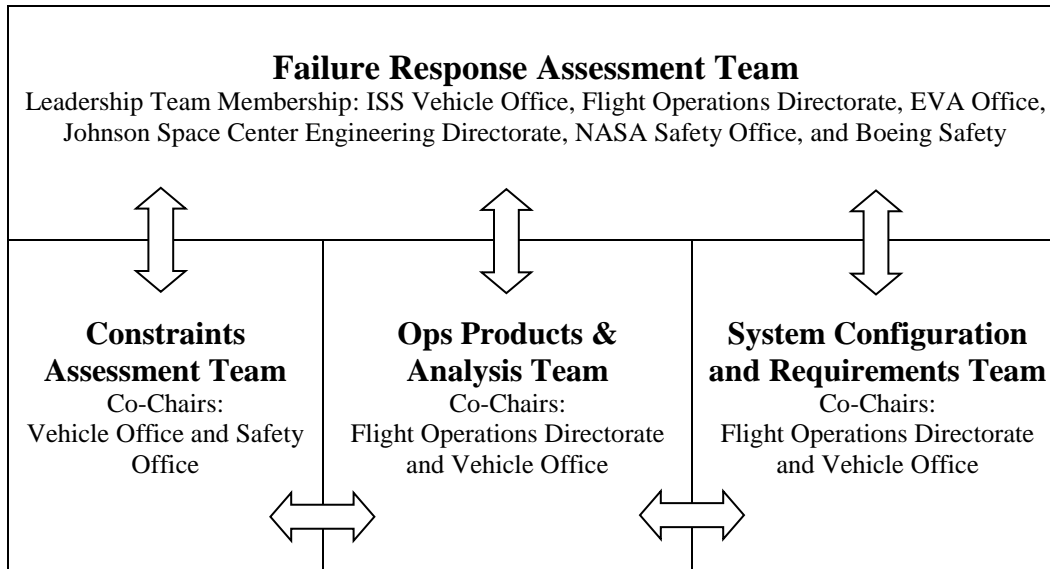 Failure Response Assessment Team
Leadership Team Membership: ISS Vehicle Office, Flight Operations Directorate, EVA Office,
Johnson Space Center Engineering Directorate, NASA Safety Office, and Boeing Safety
Constraints
Assessment Team
Co-Chairs:
Vehicle Office and Safety
Office
Ops Products &
Analysis Team
Co-Chairs:
Flight Operations Directorate
and Vehicle Office
System Configuration
and Requirements Team
Co-Chairs:
Flight Operations Directorate
and Vehicle Office